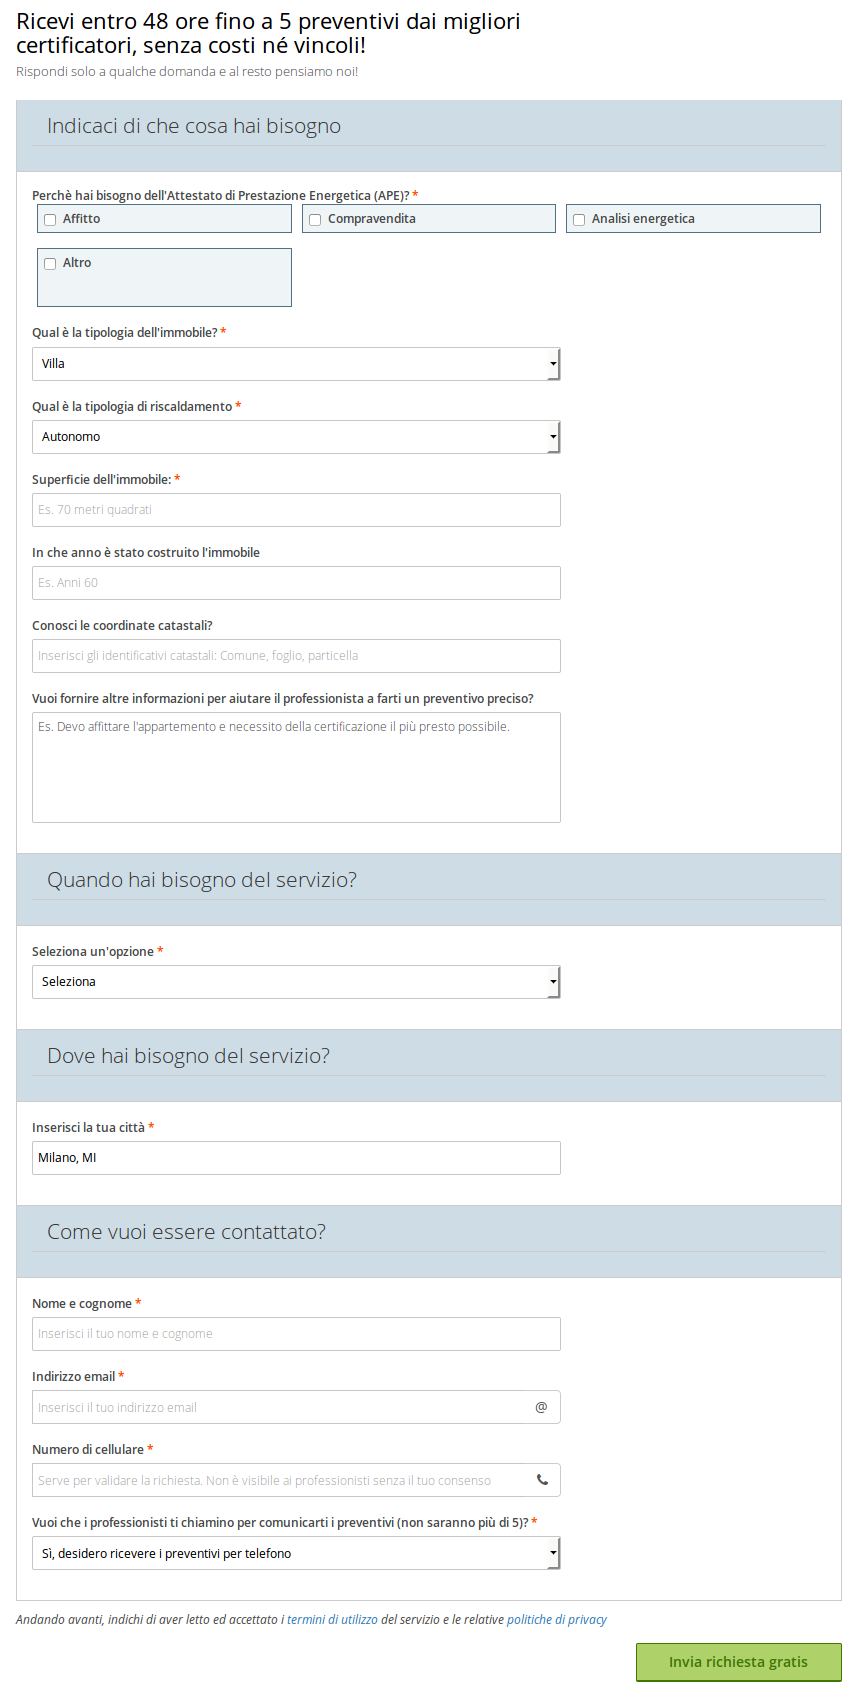 Ricevi entro 48 ore fino a 5 preventivi dai migliori
certificatori, senza costi né vincoli!
Rispondi solo a qualche domanda e al resto pensiamo noi!
Indicaci di che cosa hai bisogno
Perchè hai bisogno dell'Attestato di Prestazione Energetica (APE)? *
Affitto
Compravendita
Analisi energetica
Altro
Qual è la tipologia dell'immobile? *
Villa
Qual è la tipologia di riscaldamento *
Autonomo
Superficie dell'immobile: *
Es. 70 metri quadrati
In che anno è stato costruito l'immobile
Es. Anni 60
Conosci le coordinate catastali?
Inserisci gli identificativi catastali: Comune, foglio, particella
Vuoi fornire altre informazioni per aiutare il professionista a farti un preventivo preciso?
Es. Devo affittare l'appartemento e necessito della certificazione il più presto possibile.
Quando hai bisogno del servizio?
Seleziona un'opzione *
Seleziona
Dove hai bisogno del servizio?
Inserisci la tua città *
Milano, MI
Come vuoi essere contattato?
Nome e cognome *
Inserisci il tuo nome e cognome
Indirizzo email *
Inserisci il tuo indirizzo email @
Numero di cellulare *
Serve per validare la richiesta. Non è visibile ai professionisti senza il tuo consenso
Vuoi che i professionisti ti chiamino per comunicarti i preventivi (non saranno più di 5)? *
Sì, desidero ricevere i preventivi per telefono
Andando avanti, indichi di aver letto ed accettato i termini di utilizzo del servizio e le relative politiche di privacy
Invia richiesta gratis